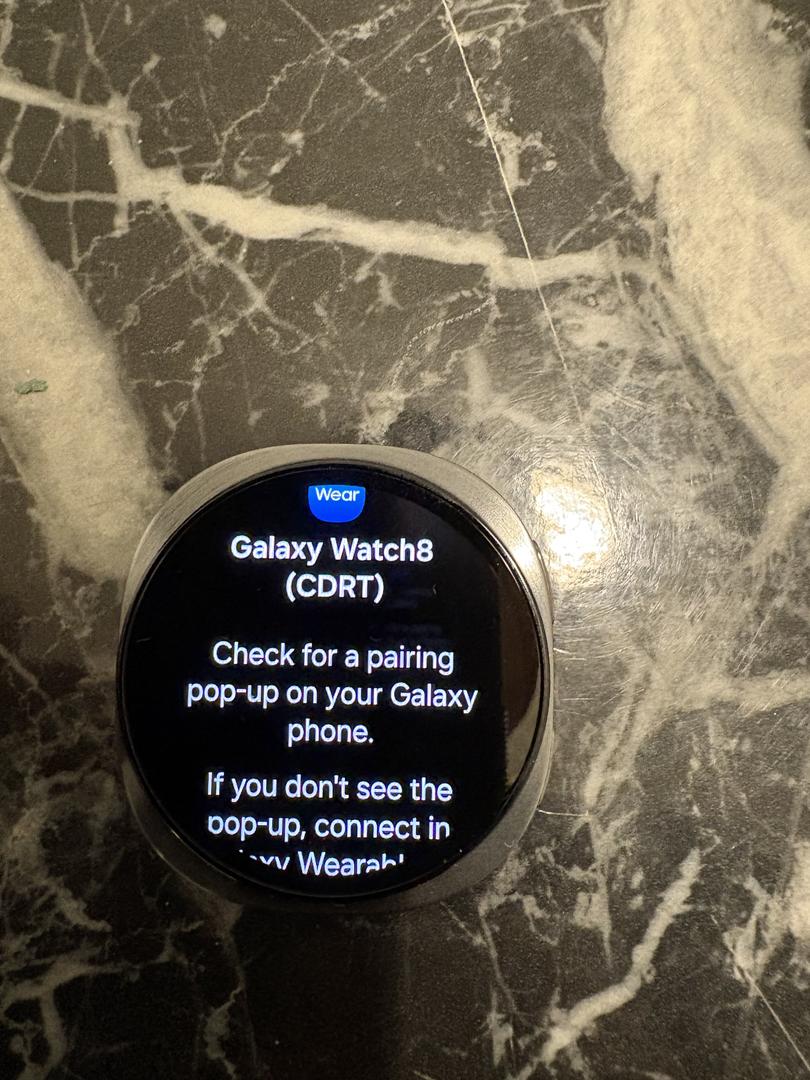 Wear
Galaxy Watch8
(CDRT)
Check for a pairing
pop-up on your Galaxy
phone.
If you don't see the
pop-up, connect in